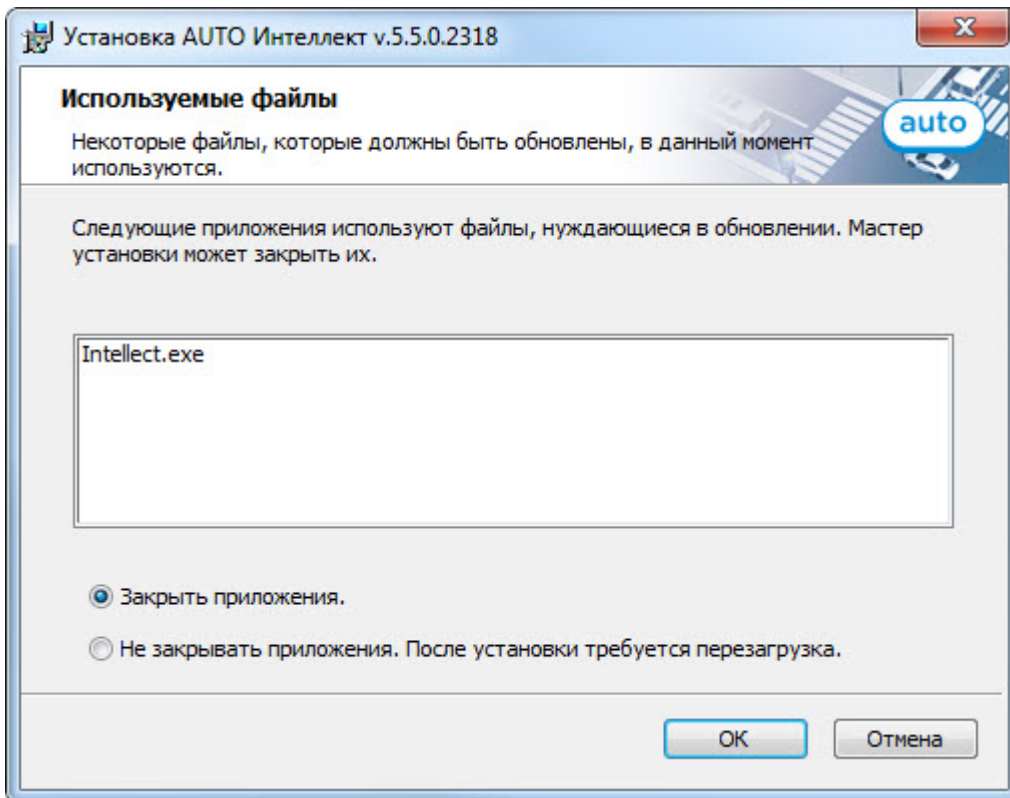 Установка AUTO Интеллект v.5.5.0.2318
Используемые файлы
auto
Некоторые файлы, которые должны быть обновлены, в данный момент
используются.
Следующие приложения используют файлы, нуждающиеся в обновлении. Мастер
установки может закрыть их.
Intellect.exe
Закрыть приложения.
Не закрывать приложения. После установки требуется перезагрузка.
OK
Отмена